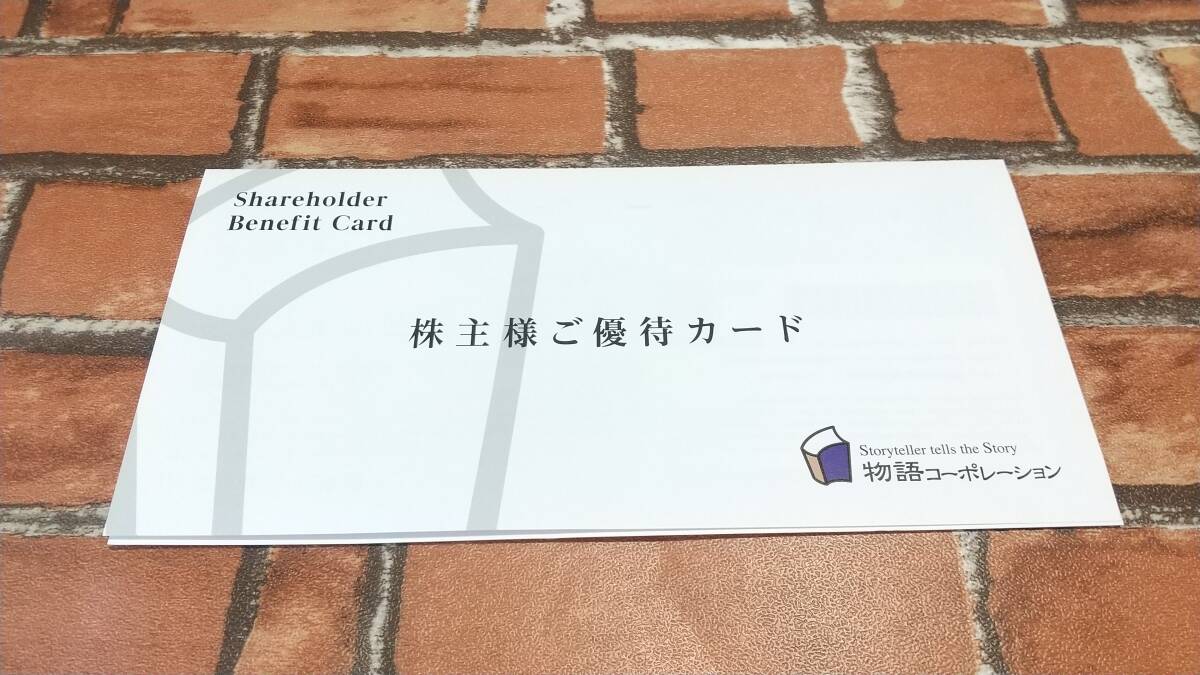 Shareholder
Benefit Card
株主様ご優待カード
Storyteller tells the Story
物語コーポレーション